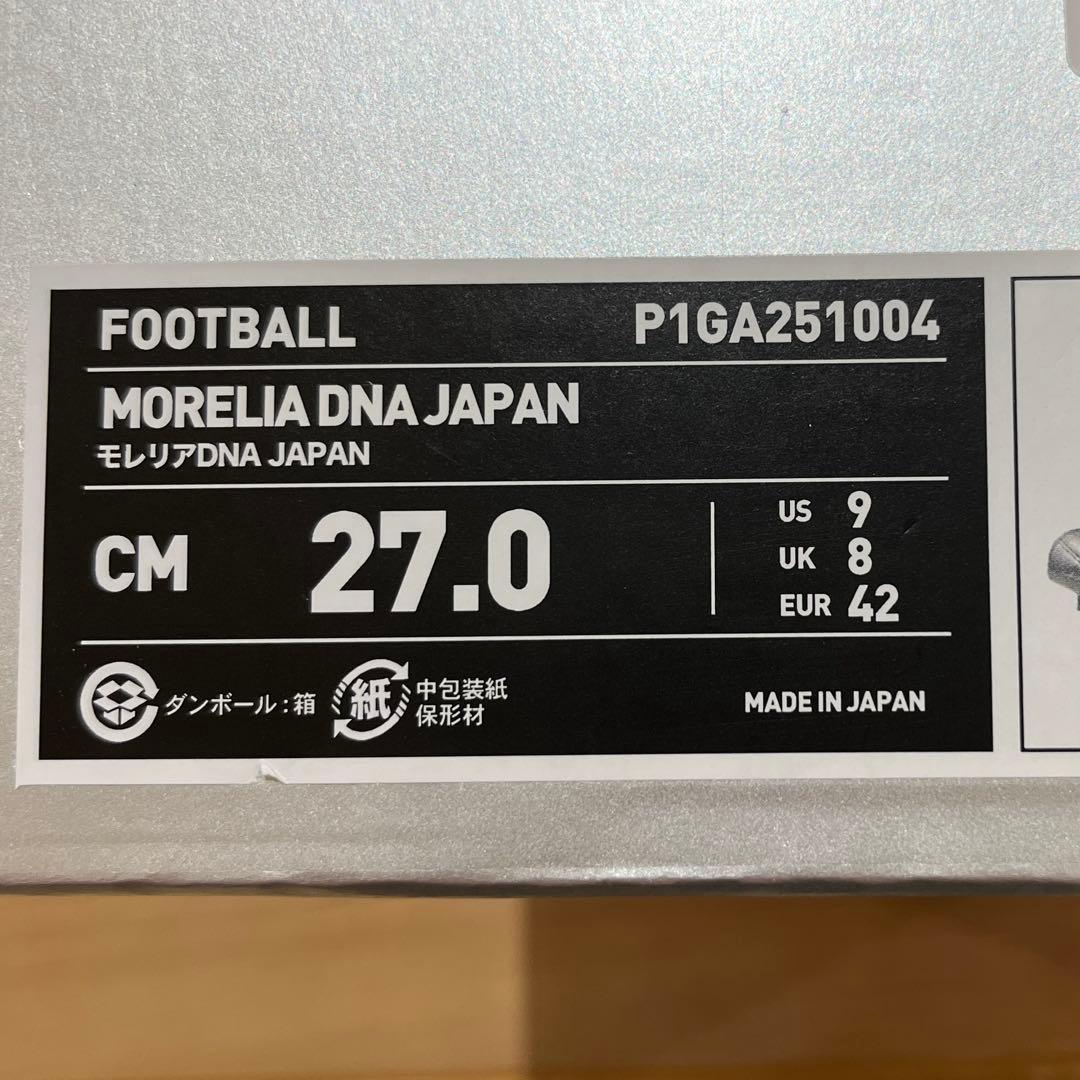 FOOTBALL P1GA251004
MORELIA DNA JAPAN
モレリアDNA JAPAN
CM 27.0
US 9
UK 8
EUR 42
ダンボール:箱
紙
中包装紙
保形材
MADE IN JAPAN